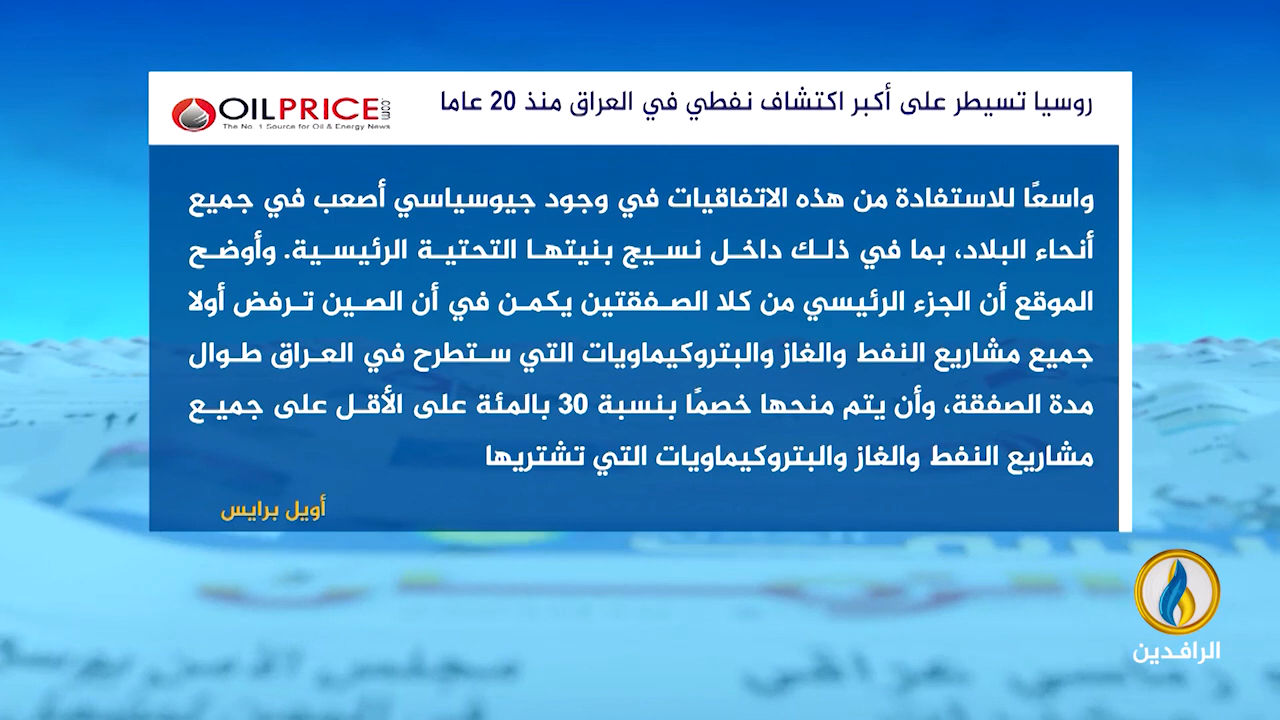 روسيا تسيطر على أكبر اكتشاف نفطي في العراق منذ 20 عاما
OILPRICE.com
The No. 1 Source for Oil & Energy News
واسعًا للاستفادة من هذه الاتفاقيات في وجود جيوسياسي أصعب في جميع
أنحاء البلاد، بما في ذلك داخل نسيج بنيتها التحتية الرئيسية. وأوضح
الموقع أن الجزء الرئيسي من كلا الصفقتين يكمن في أن الصين ترفض أولا
جميع مشاريع النفط والغاز والبتروكيماويات التي ستطرح في العراق طوال
مدة الصفقة، وأن يتم منحها خصمًا بنسبة 30 بالمئة على الأقل على جميع
مشاريع النفط والغاز والبتروكيماويات التي تشتريها
أويل برايس
الرافدين
مجلس الأمن